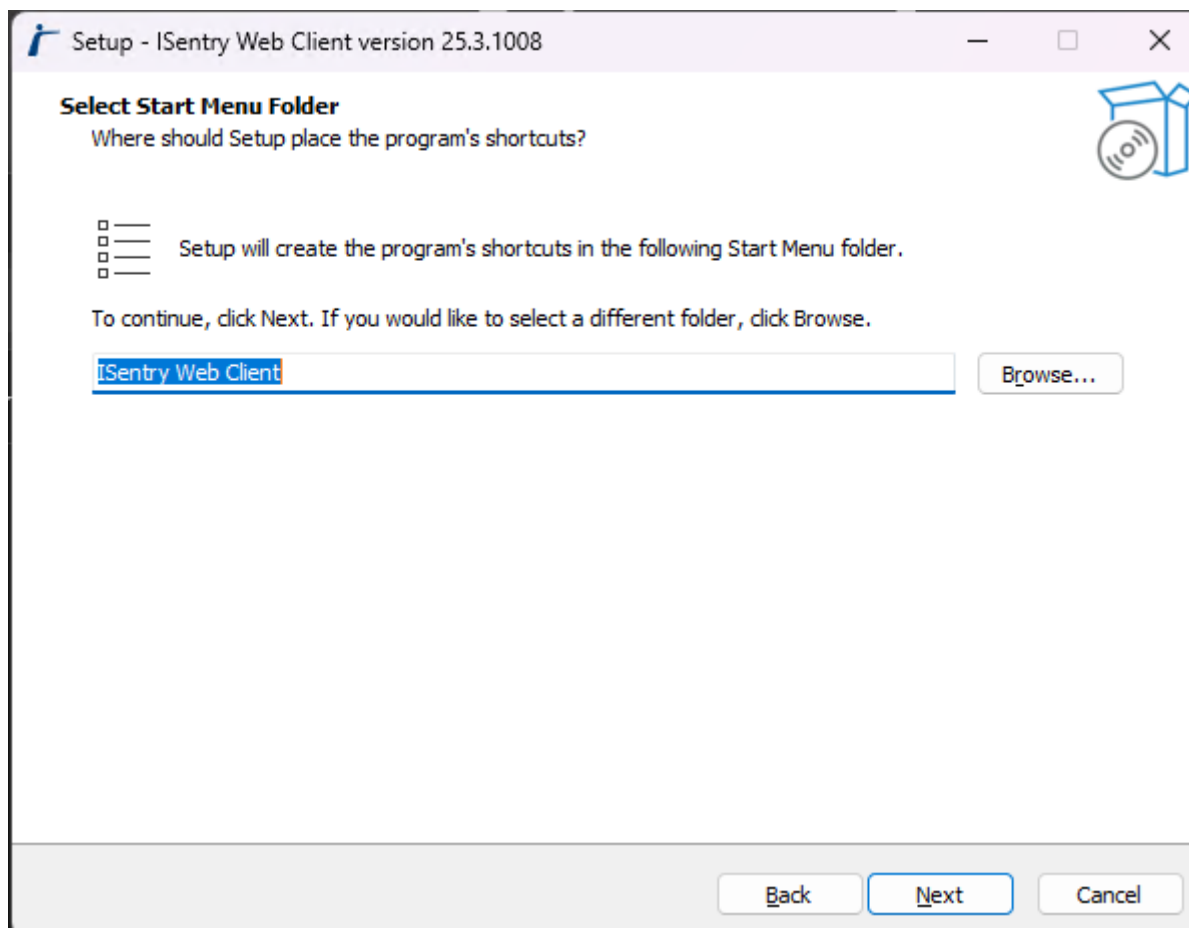 Setup - ISentry Web Client version 25.3.1008
Select Start Menu Folder
Where should Setup place the program's shortcuts?
Setup will create the program's shortcuts in the following Start Menu folder.
To continue, click Next. If you would like to select a different folder, click Browse.
ISentry Web Client
Browse...
Back
Next
Cancel